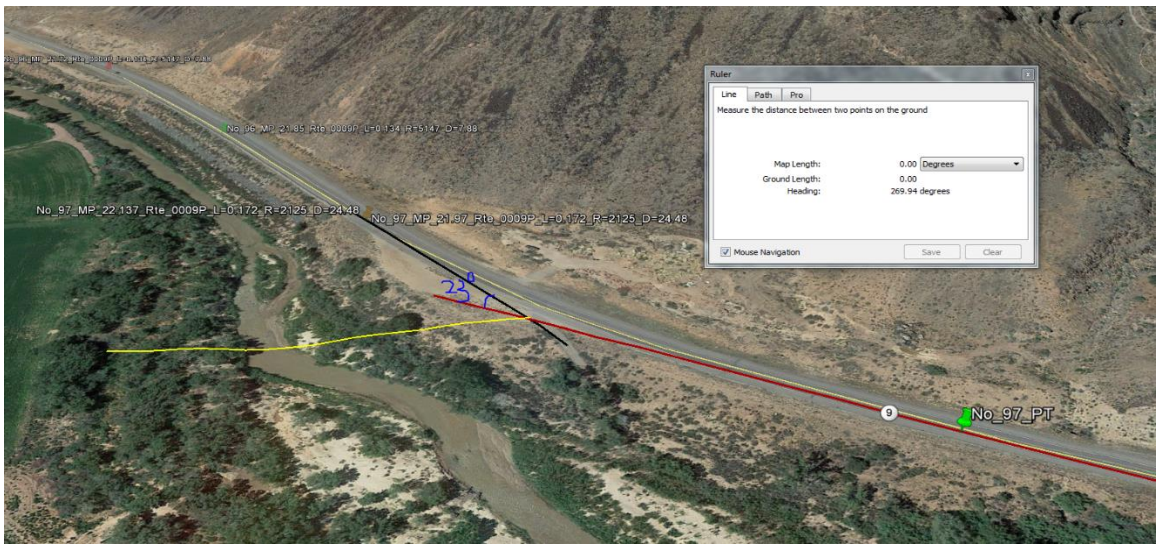 Ruler
Line Path Pro
Measure the distance between two points on the ground
Map Length: 0.00 Degrees
Ground Length: 0.00
Heading: 269.94 degrees
Mouse Navigation Save Clear
No_96_MP_21.85_Rte_0009P_L=0.134_R=5147_D=7.88
No_97_MP_22.137_Rte_0009P_L=0.172_R=2125_D=24.48
No_97_MP_21.97_Rte_0009P_L=0.172_R=2125_D=24.48
23°
9
No_97_PT